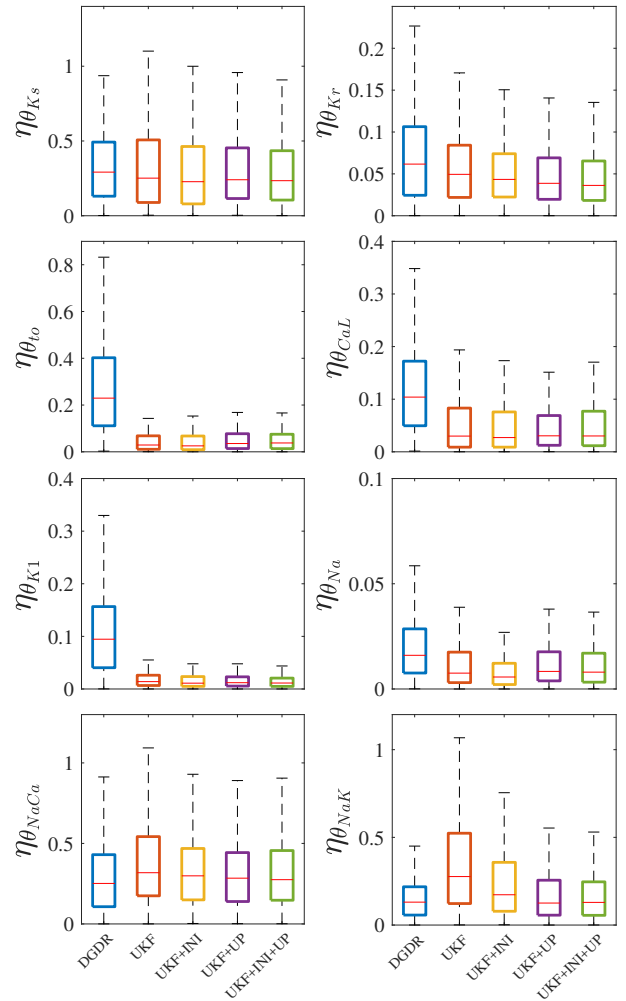 η_θKs
1
0.5
0
η_θKr
0.2
0.15
0.1
0.05
0
η_θto
0.8
0.6
0.4
0.2
0
η_θCaL
0.4
0.3
0.2
0.1
0
η_θK1
0.4
0.3
0.2
0.1
0
η_θNa
0.1
0.05
0
η_θNaCa
1
0.5
0
η_θNaK
1
0.5
0
DGDR
UKF
UKF+INI
UKF+UP
UKF+INI+UP
DGDR
UKF
UKF+INI
UKF+UP
UKF+INI+UP